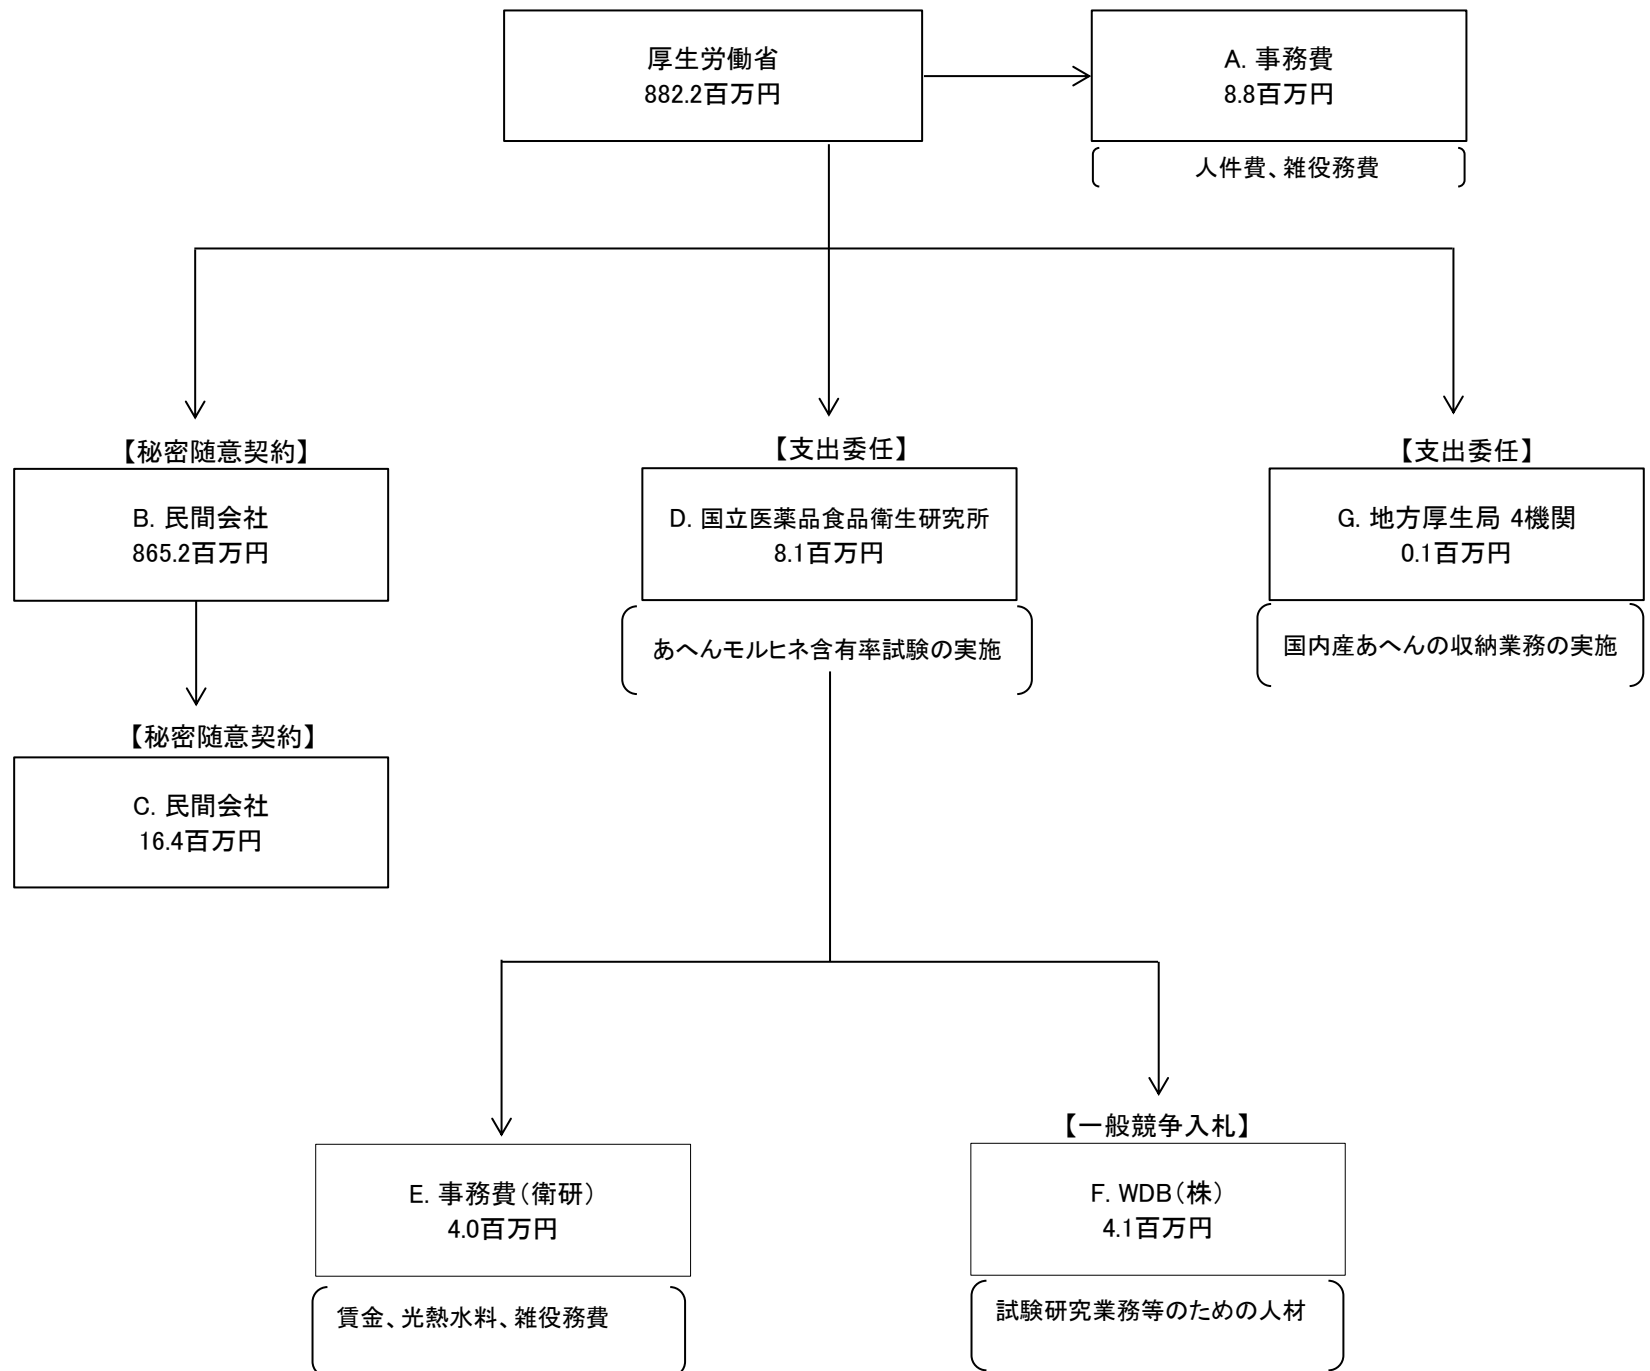 厚生労働省
882.2百万円
A. 事務費
8.8百万円
人件費、雑役務費
【秘密随意契約】
B. 民間会社
865.2百万円
【支出委任】
D. 国立医薬品食品衛生研究所
8.1百万円
あへんモルヒネ含有率試験の実施
【支出委任】
G. 地方厚生局 4機関
0.1百万円
国内産あへんの収納業務の実施
【秘密随意契約】
C. 民間会社
16.4百万円
E. 事務費（衛研）
4.0百万円
賃金、光熱水料、雑役務費
【一般競争入札】
F. WDB（株）
4.1百万円
試験研究業務等のための人材